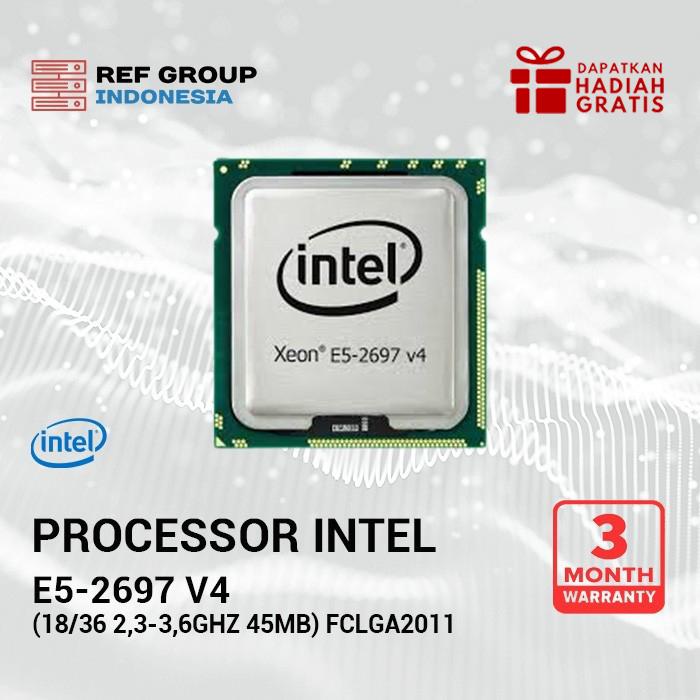 REF GROUP
INDONESIA
DAPATKAN
HADIAH
GRATIS
intel®
Xeon® E5-2697 v4
intel
PROCESSOR INTEL
E5-2697 V4
(18/36 2,3-3,6GHZ 45MB) FCLGA2011
3
MONTH
WARRANTY